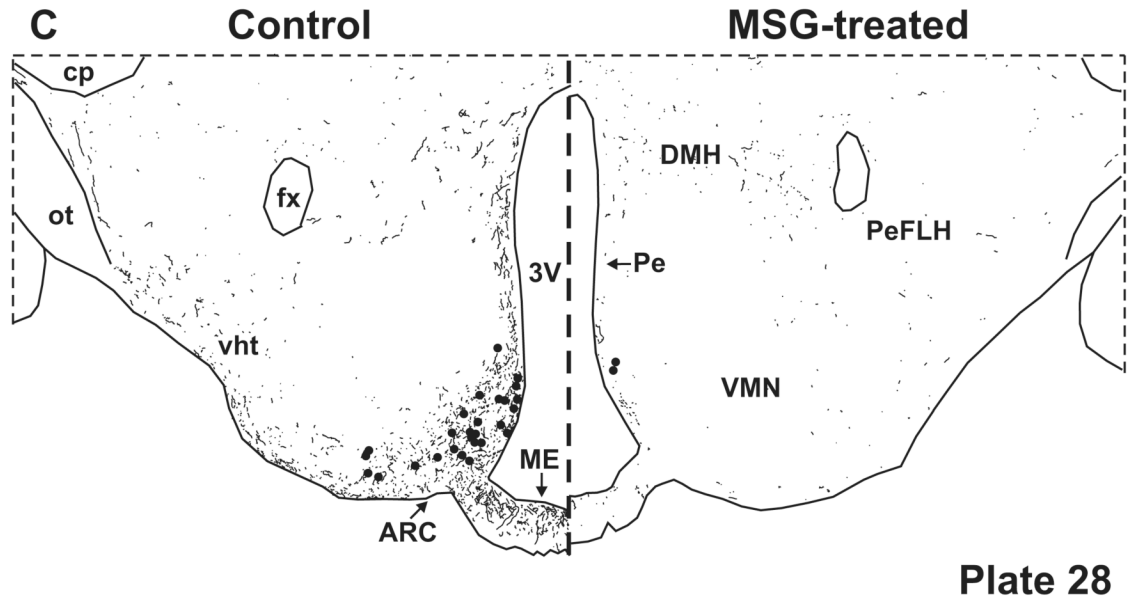 C
Control
MSG-treated
cp
DMH
fx
ot
PeFLH
3V
Pe
vht
VMN
ME
ARC
Plate 28